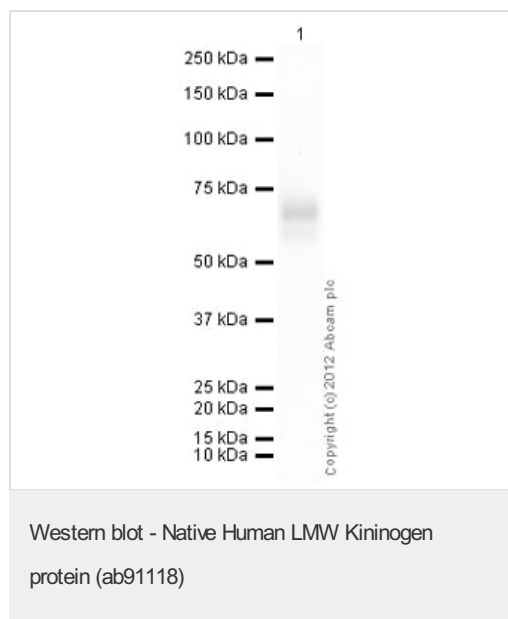 1
250 kDa
150 kDa
100 kDa
75 kDa
50 kDa
37 kDa
25 kDa
20 kDa
15 kDa
10 kDa
Copyright (c) 2012 Abcam plc
Western blot - Native Human LMW Kininogen
protein (ab91118)